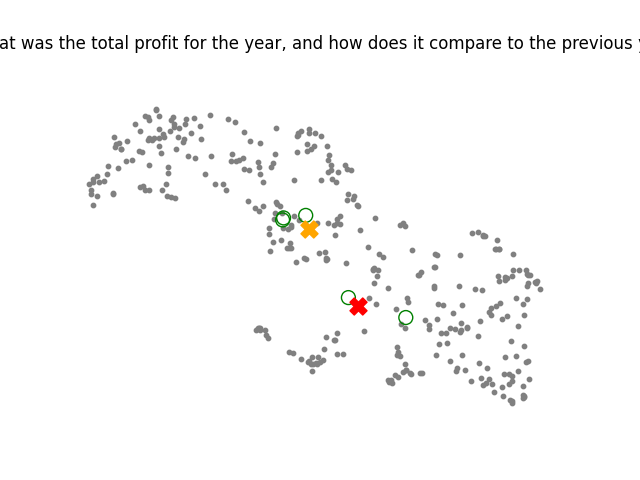 at was the total profit for the year, and how does it compare to the previous